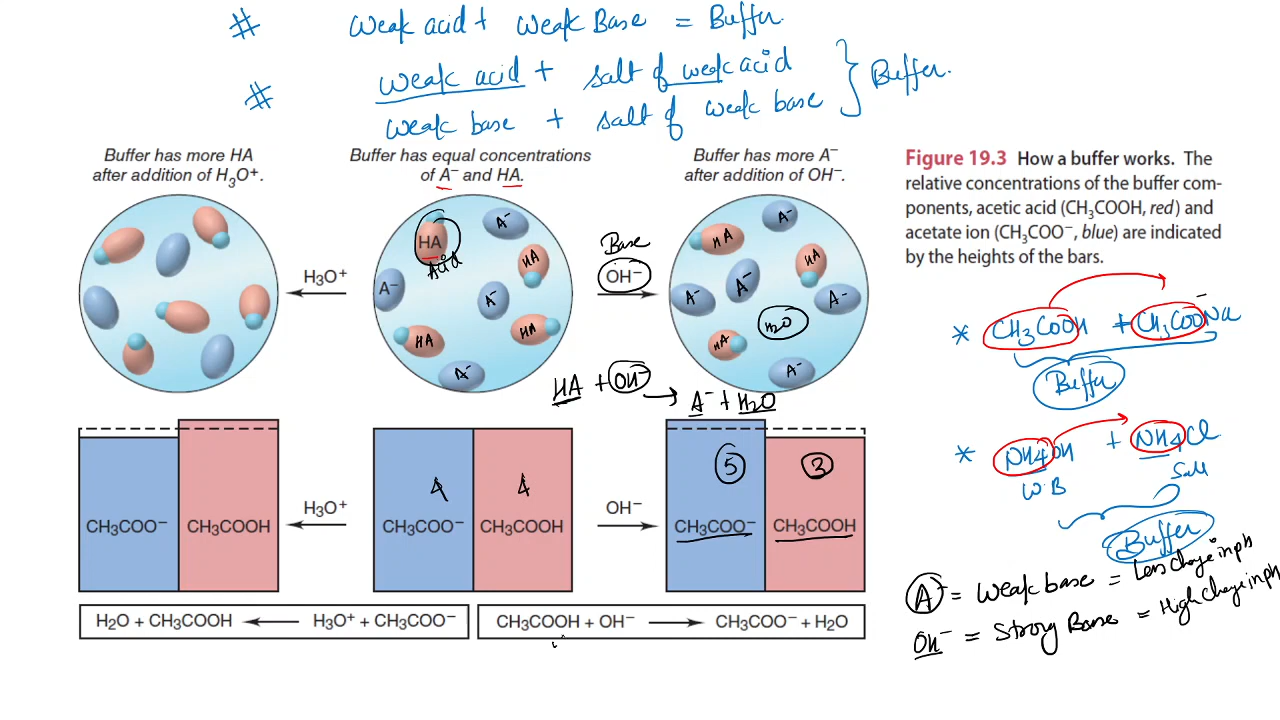 # Weak acid + Weak Base = Buffer.
# weak acid + salt of weak acid } Buffer.
weak base + salt of weak base
Buffer has more HA
after addition of H₃O⁺.
Buffer has equal concentrations
of A⁻ and HA.
Buffer has more A⁻
after addition of OH⁻.
Figure 19.3 How a buffer works. The
relative concentrations of the buffer com-
ponents, acetic acid (CH₃COOH, red) and
acetate ion (CH₃COO⁻, blue) are indicated
by the heights of the bars.
H₃O⁺
HA
Acid
A⁻
HA
A⁻
A⁻
HA
HA
A⁻
Base
OH⁻
A⁻
HA
HA
A⁻
A⁻
A⁻
H₂O
HA
A⁻
HA + OH⁻ → A⁻ + H₂O
* CH₃COOH + CH₃COO⁻Na
Buffer
* NH4OH + NH4Cl
W.B
Salt
Buffer
CH₃COO⁻
CH₃COOH
H₃O⁺
4
4
CH₃COO⁻
CH₃COOH
OH⁻
5
3
CH₃COO⁻
CH₃COOH
A⁻ = Weak base = Less change in pH
OH⁻ = Strong Base = High change in pH
H₂O + CH₃COOH ← H₃O⁺ + CH₃COO⁻
CH₃COOH + OH⁻ → CH₃COO⁻ + H₂O